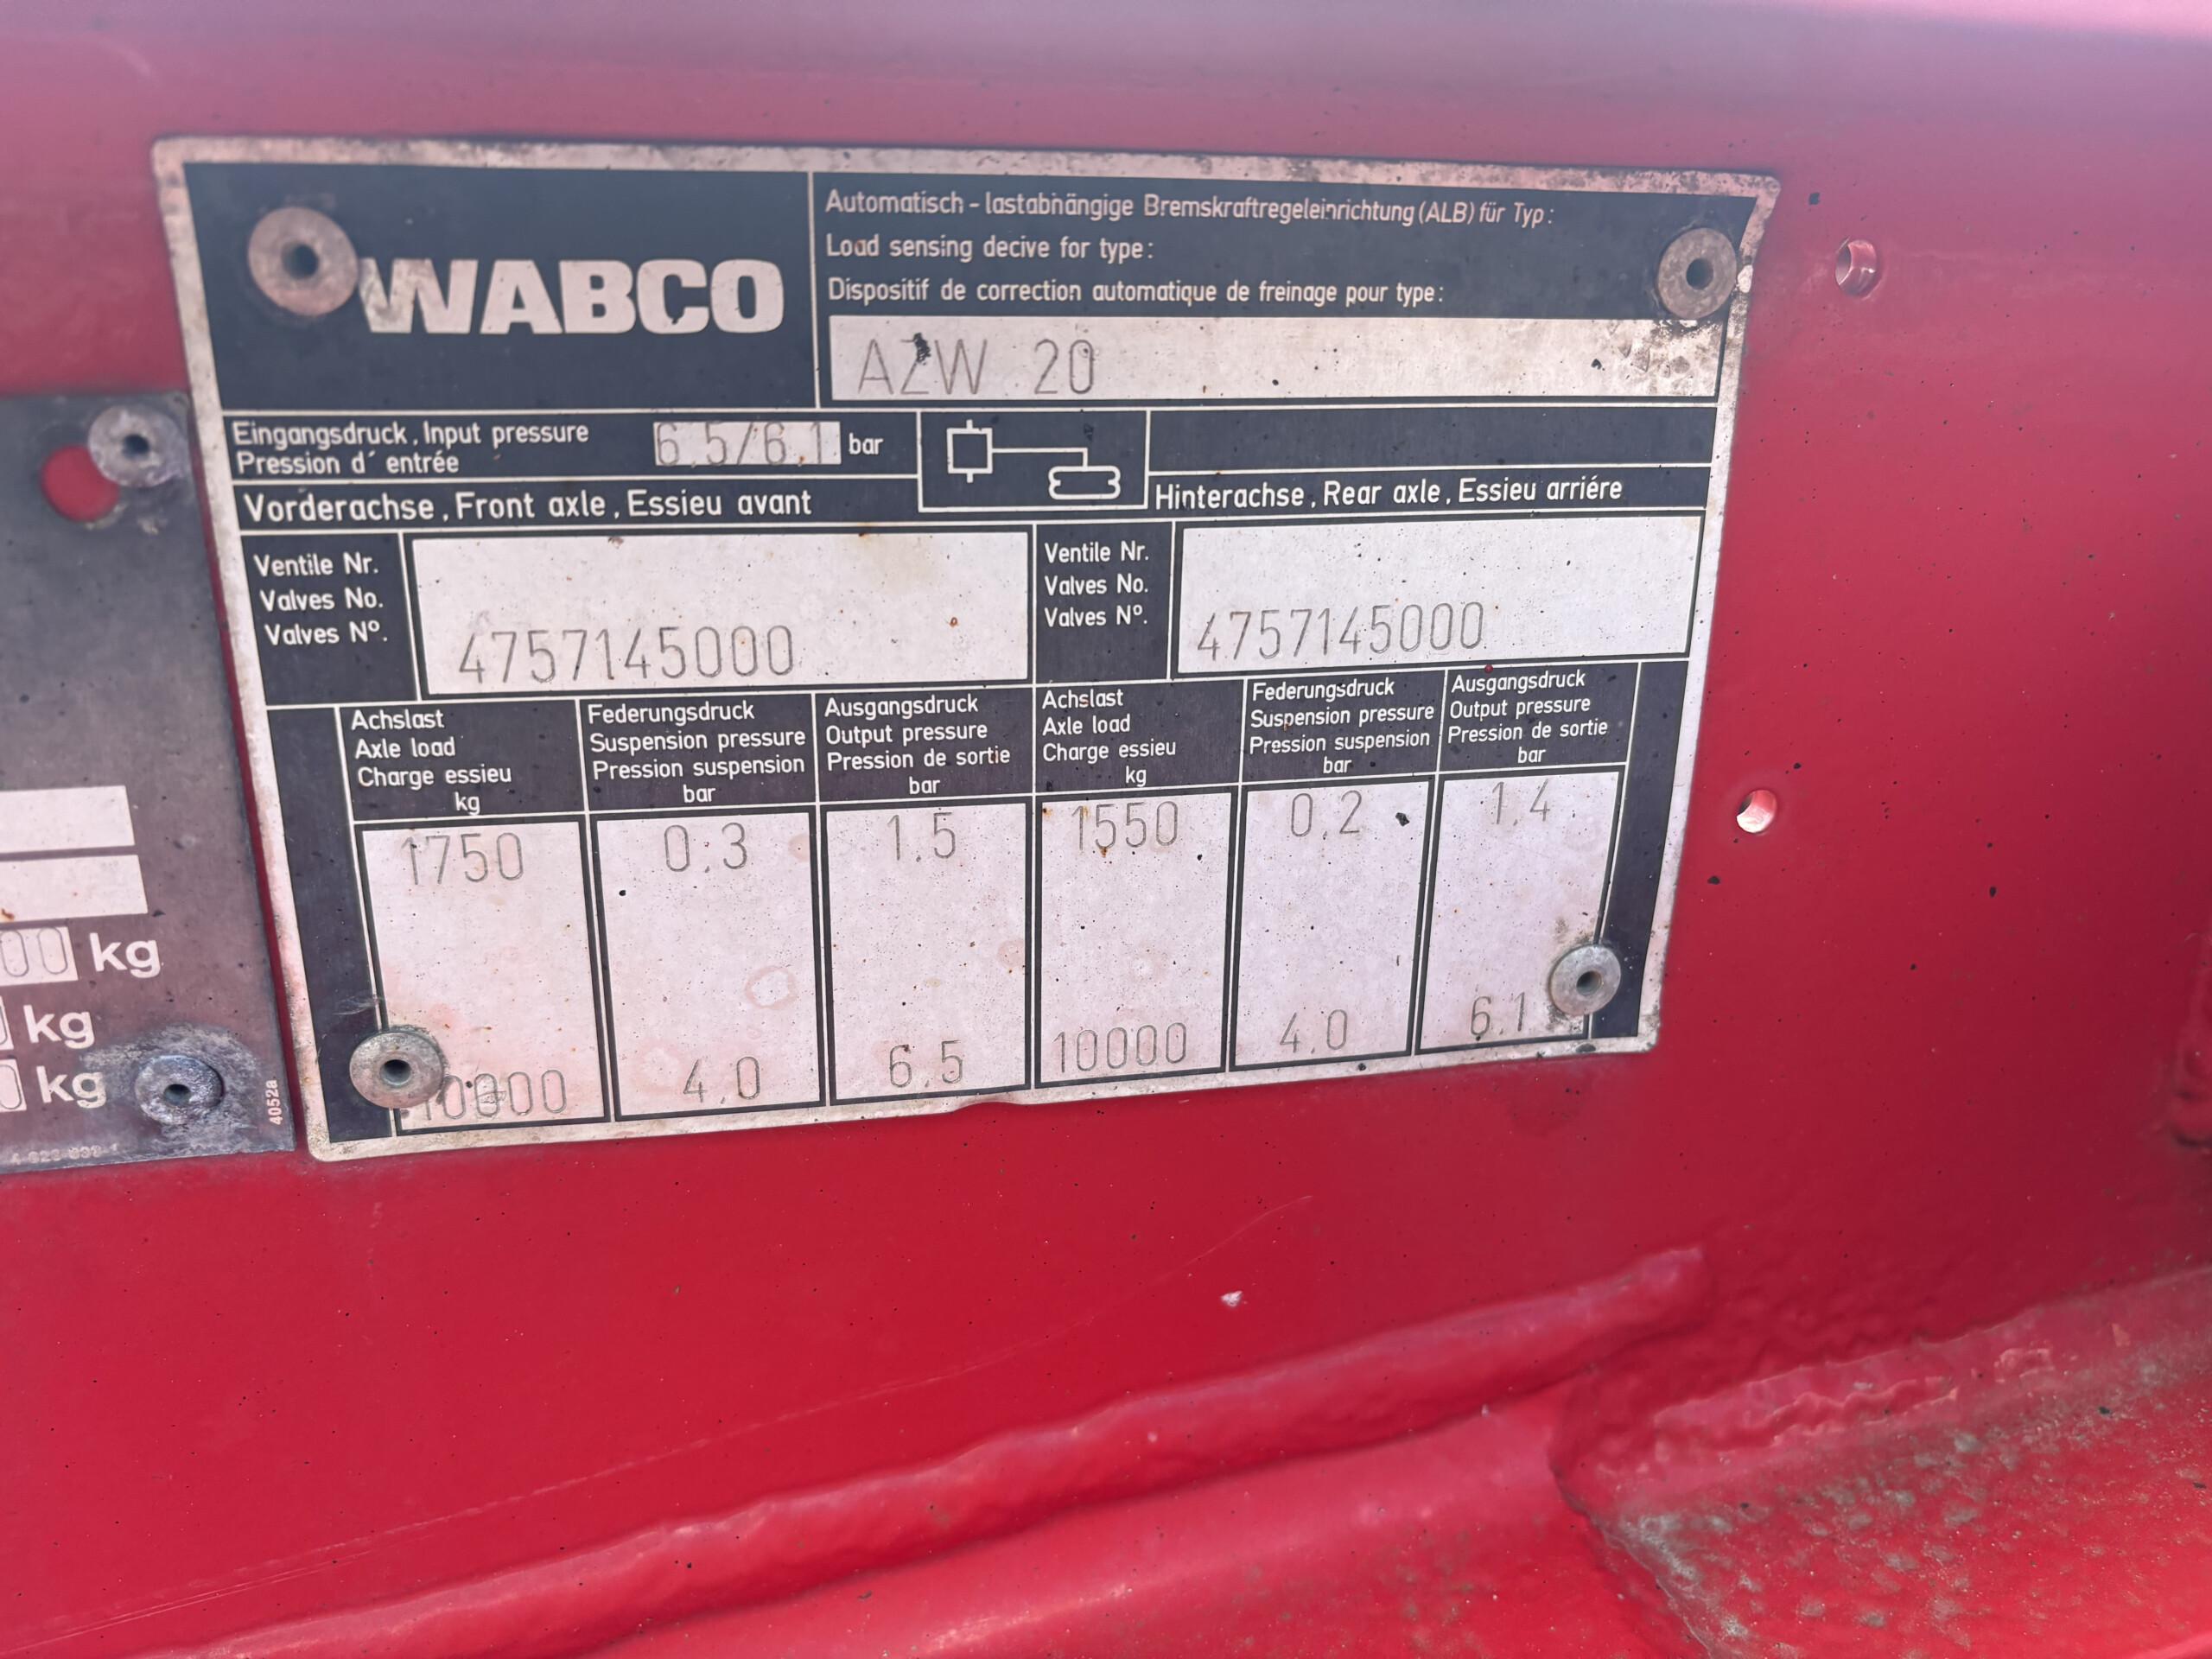 WABCO
Automatisch - lastabhängige Bremskraftregeleinrichtung (ALB) für Typ:
Load sensing decive for type:
Dispositif de correction automatique de freinage pour type:
AZW 20
Eingangsdruck, Input pressure
Pression d´ entrée
6.5/6.1 bar
Vorderachse, Front axle, Essieu avant
Hinterachse, Rear axle, Essieu arriére
Ventile Nr.
Valves No.
Valves Nº.
4757145000
Ventile Nr.
Valves No.
Valves Nº.
4757145000
Achslast
Axle load
Charge essieu
kg
Federungsdruck
Suspension pressure
Pression suspension
bar
Ausgangsdruck
Output pressure
Pression de sortie
bar
Achslast
Axle load
Charge essieu
kg
Federungsdruck
Suspension pressure
Pression suspension
bar
Ausgangsdruck
Output pressure
Pression de sortie
bar
1750 0.3 1.5 1550 0.2 1.4
10000 4.0 6.5 10000 4.0 6.1
kg
kg
kg
4052a